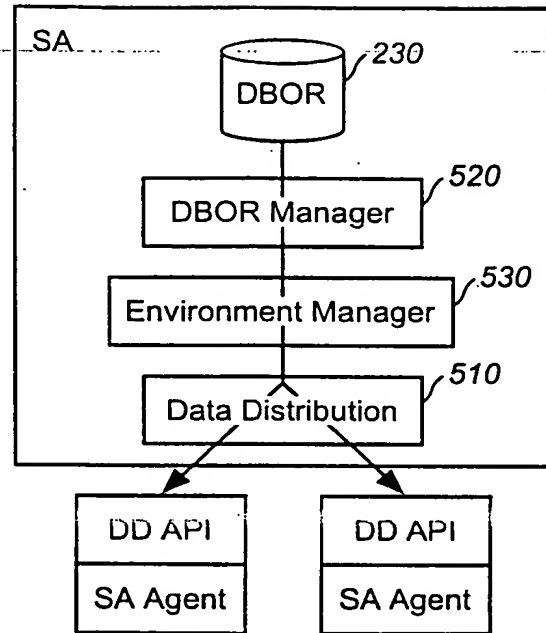 SA
230
DBOR
520
DBOR Manager
530
Environment Manager
510
Data Distribution
DD API
DD API
SA Agent
SA Agent